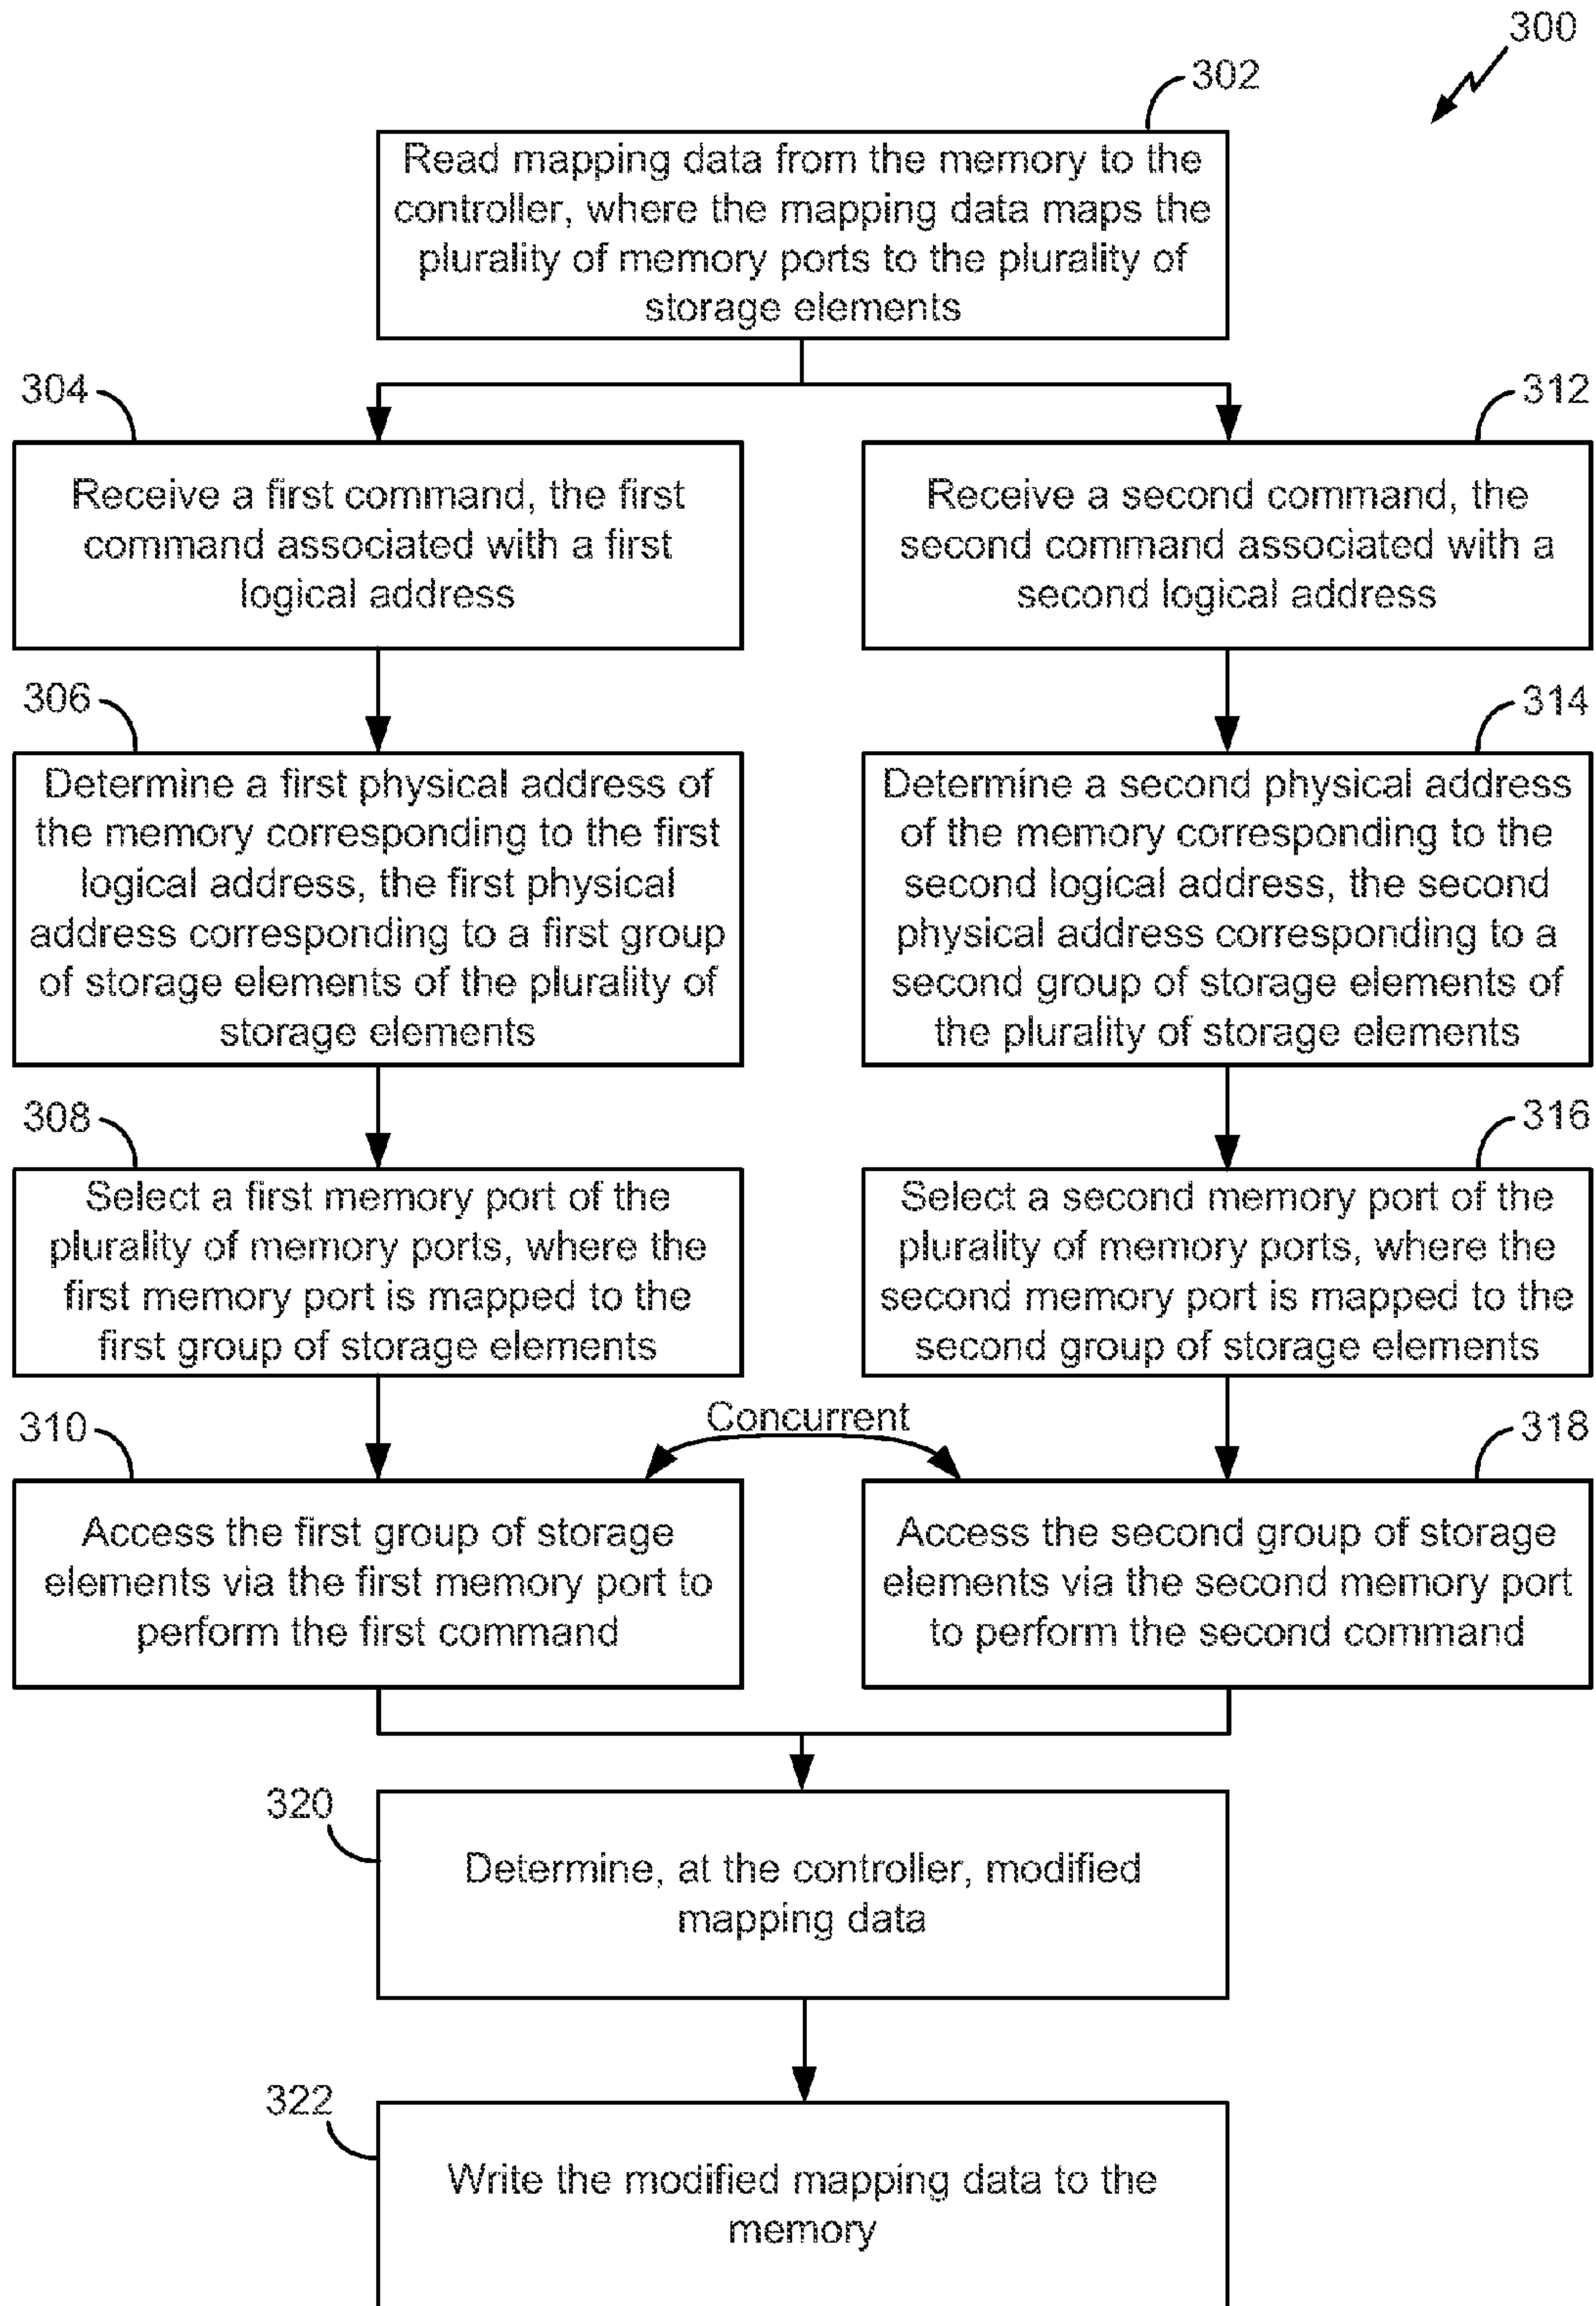 300
302
Read mapping data from the memory to the
controller, where the mapping data maps the
plurality of memory ports to the plurality of
storage elements
304
Receive a first command, the first
command associated with a first
logical address
312
Receive a second command, the
second command associated with a
second logical address
306
Determine a first physical address of
the memory corresponding to the first
logical address, the first physical
address corresponding to a first group
of storage elements of the plurality of
storage elements
314
Determine a second physical address
of the memory corresponding to the
second logical address, the second
physical address corresponding to a
second group of storage elements of
the plurality of storage elements
308
Select a first memory port of the
plurality of memory ports, where the
first memory port is mapped to the
first group of storage elements
316
Select a second memory port of the
plurality of memory ports, where the
second memory port is mapped to the
second group of storage elements
Concurrent
310
Access the first group of storage
elements via the first memory port to
perform the first command
318
Access the second group of storage
elements via the second memory port
to perform the second command
320
Determine, at the controller, modified
mapping data
322
Write the modified mapping data to the
memory